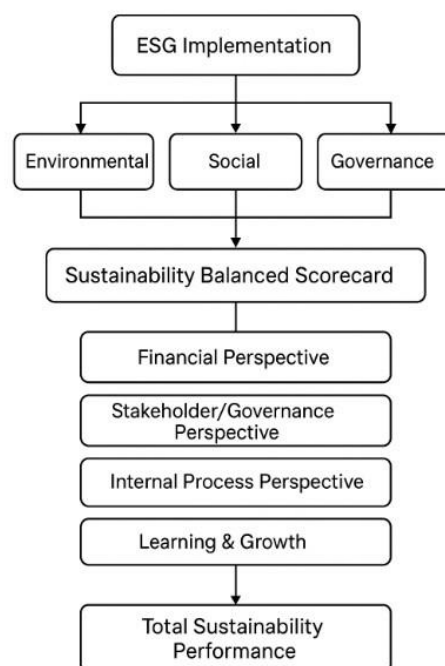 ESG Implementation
Environmental
Social
Governance
Sustainability Balanced Scorecard
Financial Perspective
Stakeholder/Governance
Perspective
Internal Process Perspective
Learning & Growth
Total Sustainability
Performance